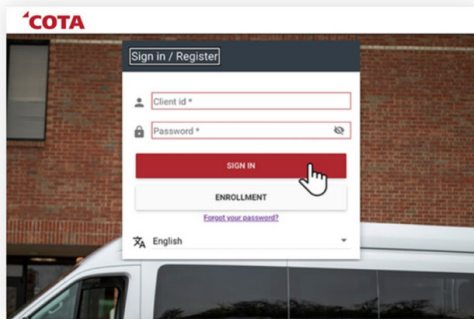 COTA
Sign in / Register
Client id *
Password *
SIGN IN
ENROLLMENT
Forgot your password?
English